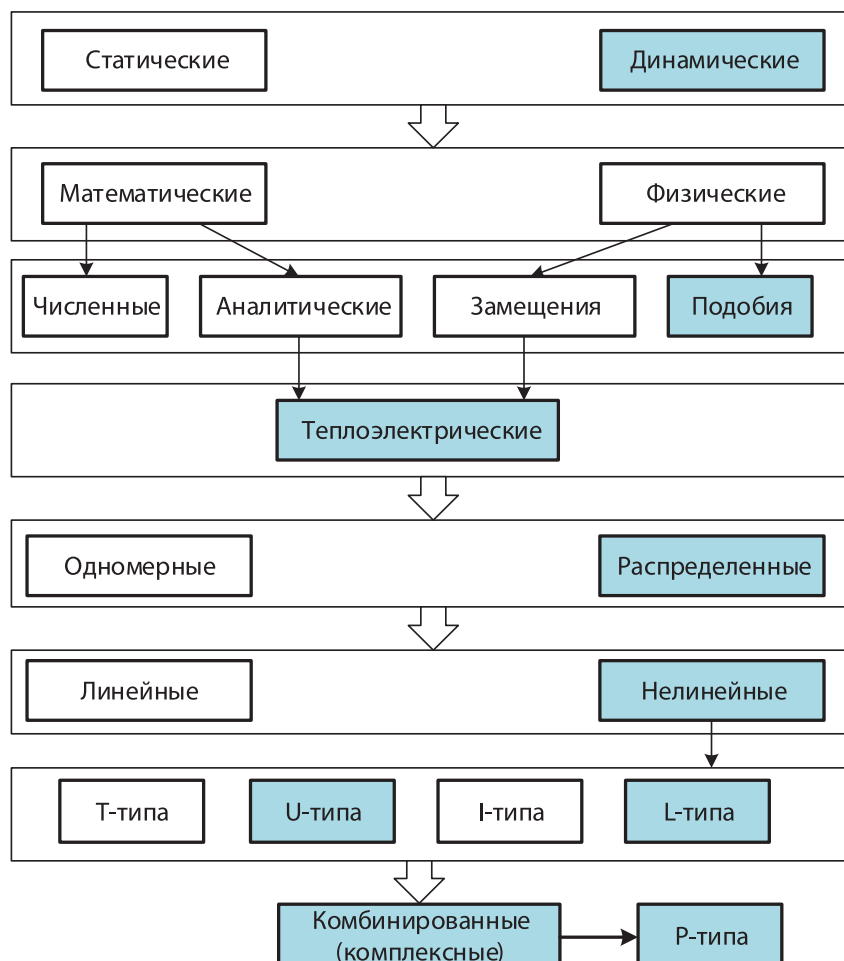 Статические
Динамические
Математические
Физические
Численные
Аналитические
Замещения
Подобия
Теплоэлектрические
Одномерные
Распределенные
Линейные
Нелинейные
T-типа
U-типа
I-типа
L-типа
Комбинированные
(комплексные)
P-типа